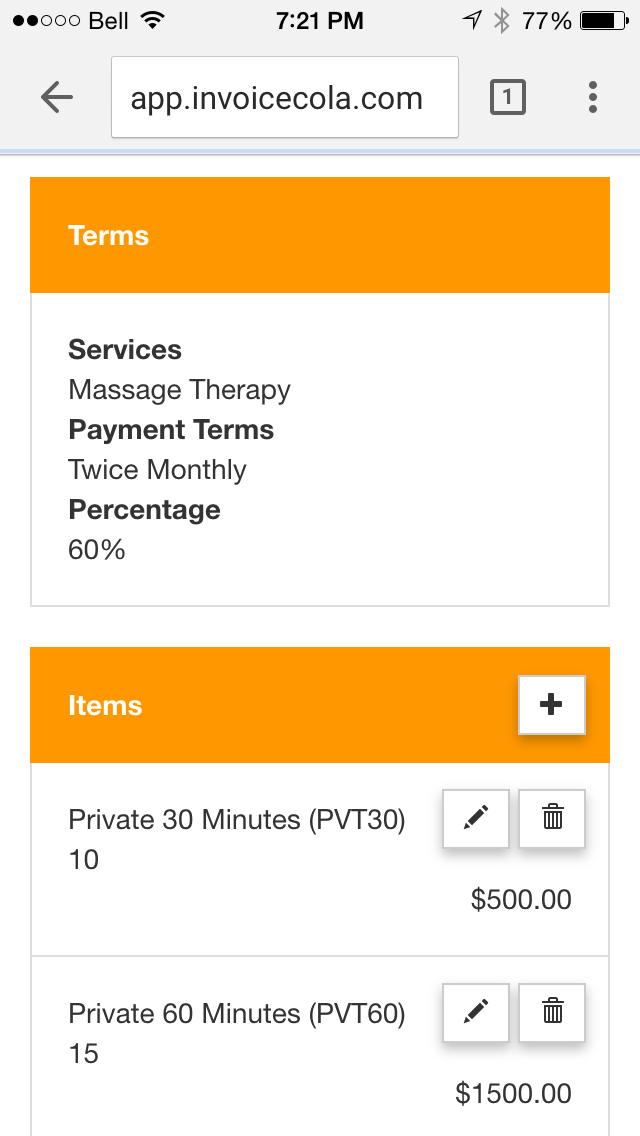 Bell 7:21 PM 77%
app.invoicecola.com 1
Terms
Services
Massage Therapy
Payment Terms
Twice Monthly
Percentage
60%
Items
Private 30 Minutes (PVT30)
10
$500.00
Private 60 Minutes (PVT60)
15
$1500.00